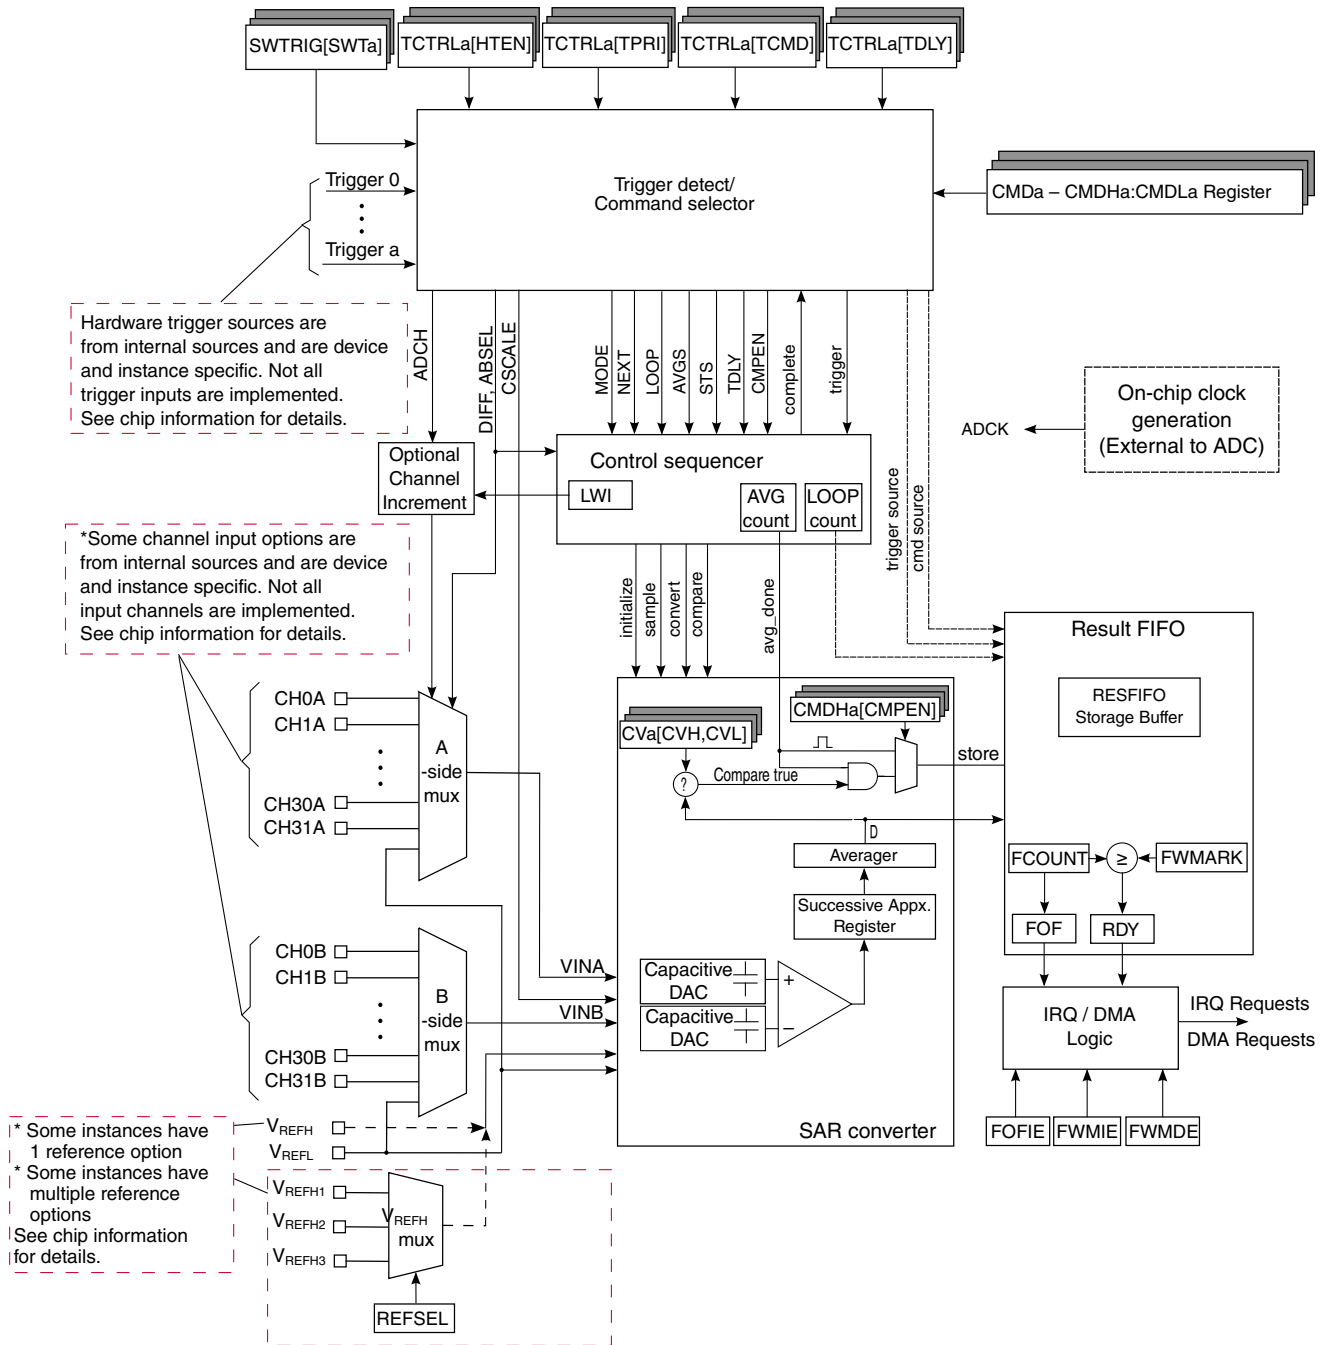 SWTRIG[SWTa]
TCTRLa[HTEN]
TCTRLa[TPRI]
TCTRLa[TCMD]
TCTRLa[TDLY]
Trigger detect/
Command selector
CMDa – CMDHa:CMDLa Register
Trigger 0
Trigger a
Hardware trigger sources are
from internal sources and are device
and instance specific. Not all
trigger inputs are implemented.
See chip information for details.
ADCH
DIFF, ABSEL
CSCALE
MODE
NEXT
LOOP
AVGS
STS
TDLY
CMPEN
complete
trigger
On-chip clock
generation
(External to ADC)
ADCK
Optional
Channel
Increment
Control sequencer
LWI
AVG
count
LOOP
count
trigger source
cmd source
*Some channel input options are
from internal sources and are device
and instance specific. Not all
input channels are implemented.
See chip information for details.
initialize
sample
convert
compare
avg_done
Result FIFO
RESFIFO
Storage Buffer
CH0A
CH1A
CH30A
CH31A
A
-side
mux
CVa[CVH,CVL]
CMDHa[CMPEN]
?
Compare true
store
D
Averager
Successive Appx.
Register
FCOUNT
≥
FWMARK
FOF
RDY
CH0B
CH1B
CH30B
CH31B
B
-side
mux
VINA
VINB
Capacitive
DAC
Capacitive
DAC
+
−
IRQ / DMA
Logic
IRQ Requests
DMA Requests
FOFIE
FWMIE
FWMDE
SAR converter
* Some instances have
1 reference option
* Some instances have
multiple reference
options
See chip information
for details.
VREFH
VREFL
VREFH1
VREFH2
VREFH3
VREFH
mux
REFSEL